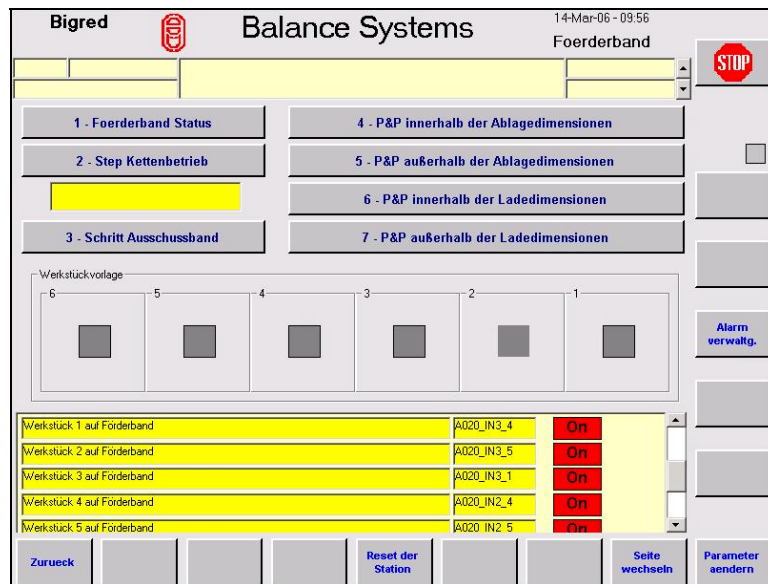 Bigred
Balance Systems
14-Mar-06 - 09:56
Foerderband
STOP
1 - Foerderband Status
4 - P&P innerhalb der Ablagedimensionen
2 - Step Kettenbetrieb
5 - P&P außerhalb der Ablagedimensionen
6 - P&P innerhalb der Ladedimensionen
3 - Schritt Ausschussband
7 - P&P außerhalb der Ladedimensionen
Werkstückvorlage
6 5 4 3 2 1
Alarm
verwaltg.
Werkstück 1 auf Förderband A020_IN3_4 On
Werkstück 2 auf Förderband A020_IN3_5 On
Werkstück 3 auf Förderband A020_IN3_1 On
Werkstück 4 auf Förderband A020_IN2_4 On
Werkstück 5 auf Förderband A020_IN2_5 On
Zurueck
Reset der
Station
Seite
wechseln
Parameter
aendern